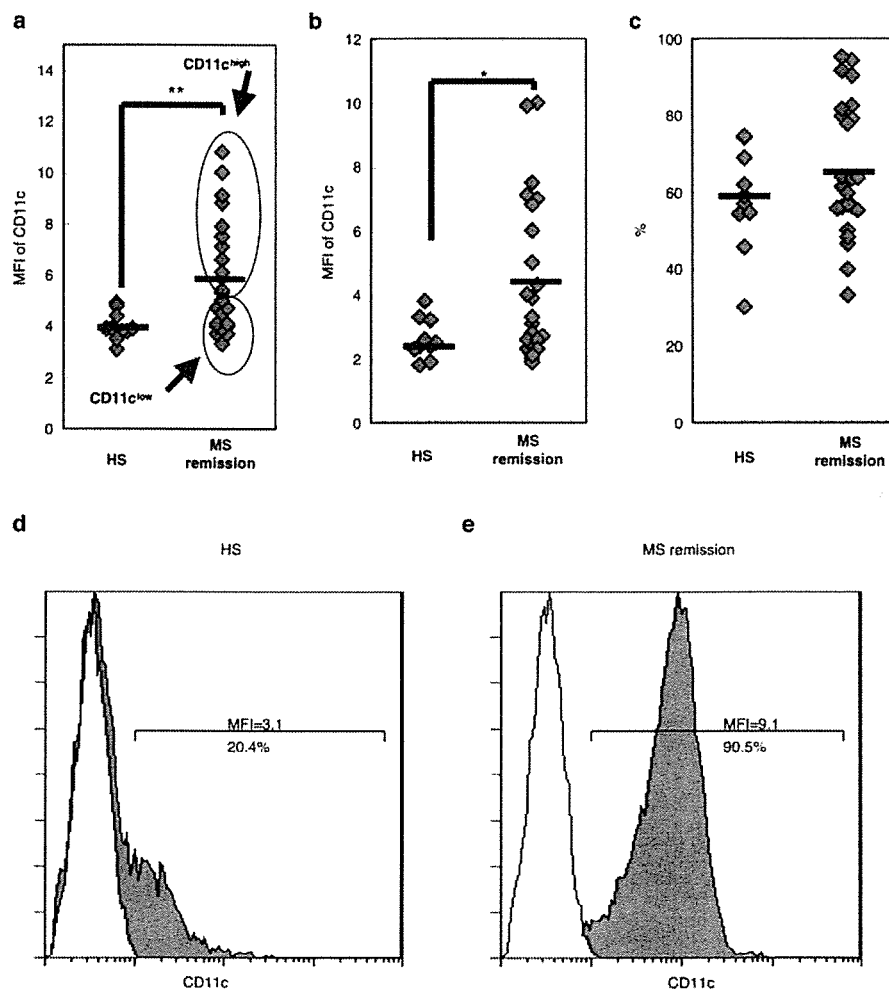 a
MFI of CD11c
14
12
10
8
6
4
2
0
**
CD11chigh
CD11clow
HS
MS
remission
b
MFI of CD11c
12
10
8
6
4
2
0
*
HS
MS
remission
c
%
100
80
60
40
20
0
HS
MS
remission
d
HS
MFI=3.1
20.4%
CD11c
e
MS remission
MFI=9.1
90.5%
CD11c